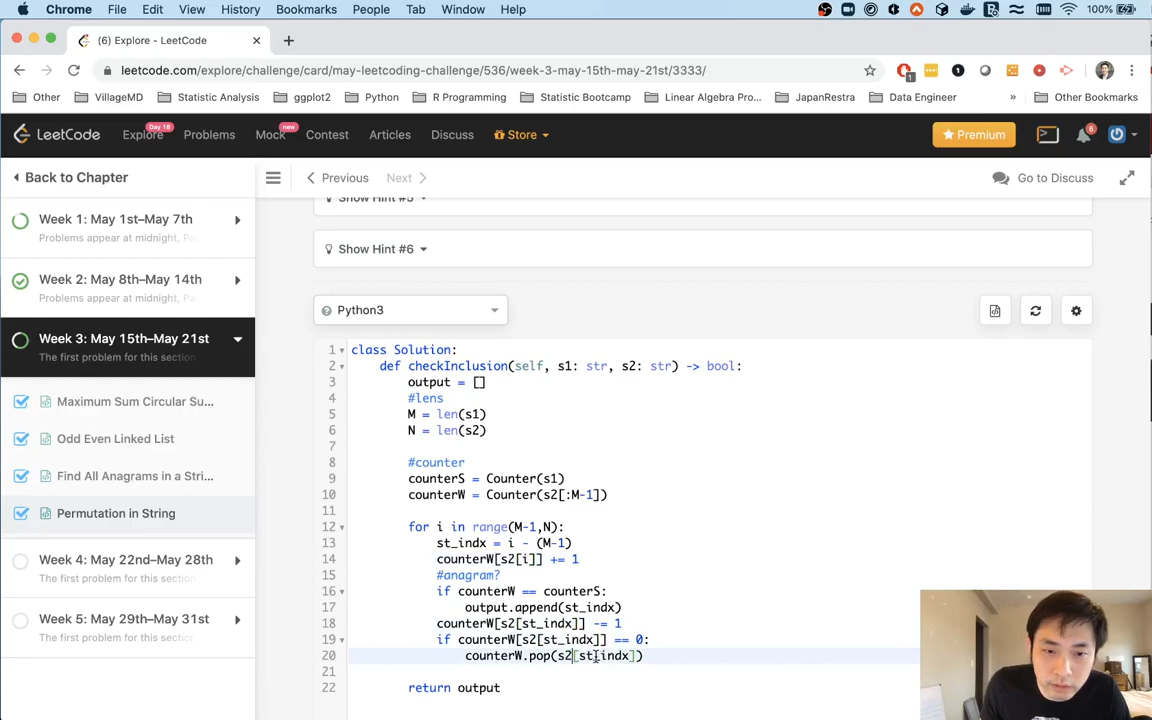 Chrome File Edit View History Bookmarks People Tab Window Help 100%
(6) Explore - LeetCode
leetcode.com/explore/challenge/card/may-leetcoding-challenge/536/week-3-may-15th-may-21st/3333/
Other VillageMD Statistic Analysis ggplot2 Python R Programming Statistic Bootcamp Linear Algebra Pro... JapanRestra Data Engineer » Other Bookmarks
LeetCode Explore Day 18 Problems Mock new Contest Articles Discuss Store Premium 6
Back to Chapter
Previous Next Go to Discuss
Week 1: May 1st–May 7th
Problems appear at midnight, Pa
Week 2: May 8th–May 14th
Problems appear at midnight, Pa
Week 3: May 15th–May 21st
The first problem for this section
Maximum Sum Circular Su...
Odd Even Linked List
Find All Anagrams in a Stri...
Permutation in String
Week 4: May 22nd–May 28th
The first problem for this section
Week 5: May 29th–May 31st
The first problem for this section
Show Hint #5
Show Hint #6
Python3
1 class Solution:
2 def checkInclusion(self, s1: str, s2: str) -> bool:
3 output = []
4 #lens
5 M = len(s1)
6 N = len(s2)
7
8 #counter
9 counterS = Counter(s1)
10 counterW = Counter(s2[:M-1])
11
12 for i in range(M-1,N):
13 st_indx = i - (M-1)
14 counterW[s2[i]] += 1
15 #anagram?
16 if counterW == counterS:
17 output.append(st_indx)
18 counterW[s2[st_indx]] -= 1
19 if counterW[s2[st_indx]] == 0:
20 counterW.pop(s2[st_indx])
21
22 return output